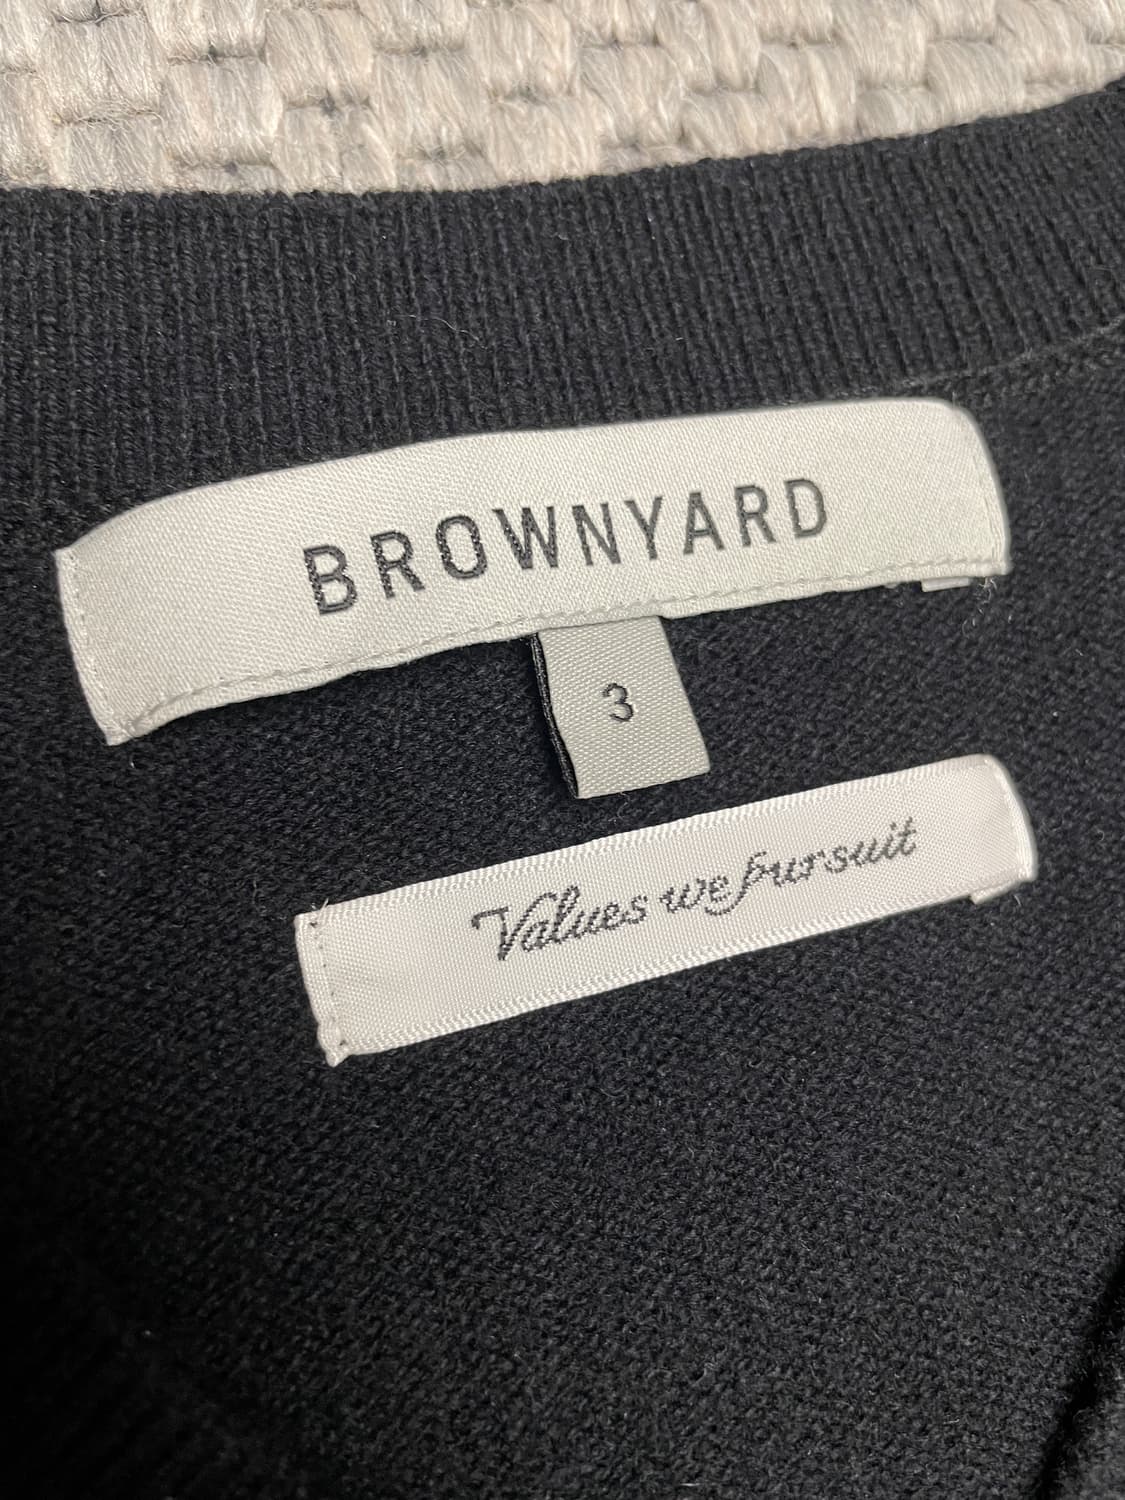 BROWNYARD
3
Values we pursuit